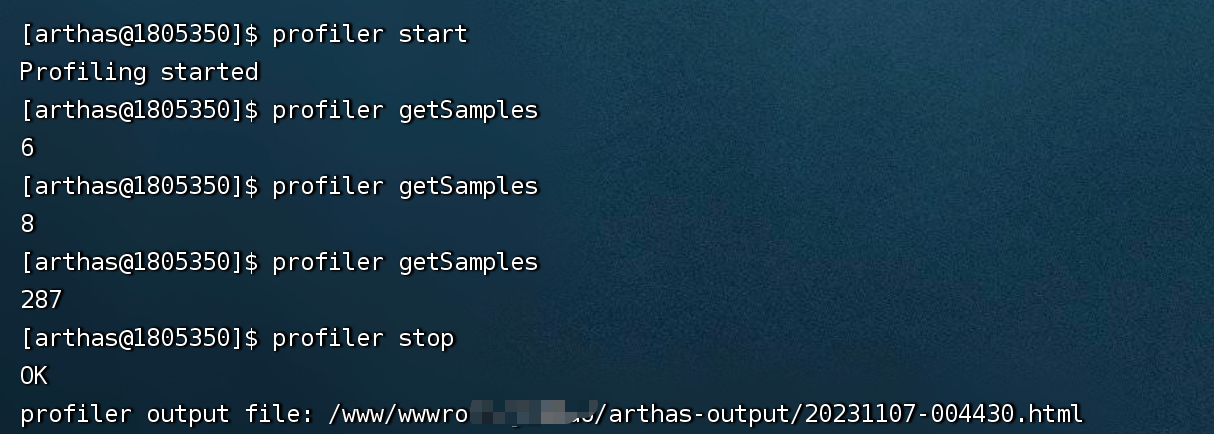 [arthas@1805350]$ profiler start
Profiling started
[arthas@1805350]$ profiler getSamples
6
[arthas@1805350]$ profiler getSamples
8
[arthas@1805350]$ profiler getSamples
287
[arthas@1805350]$ profiler stop
OK
profiler output file: /www/wwwro /arthas-output/20231107-004430.html